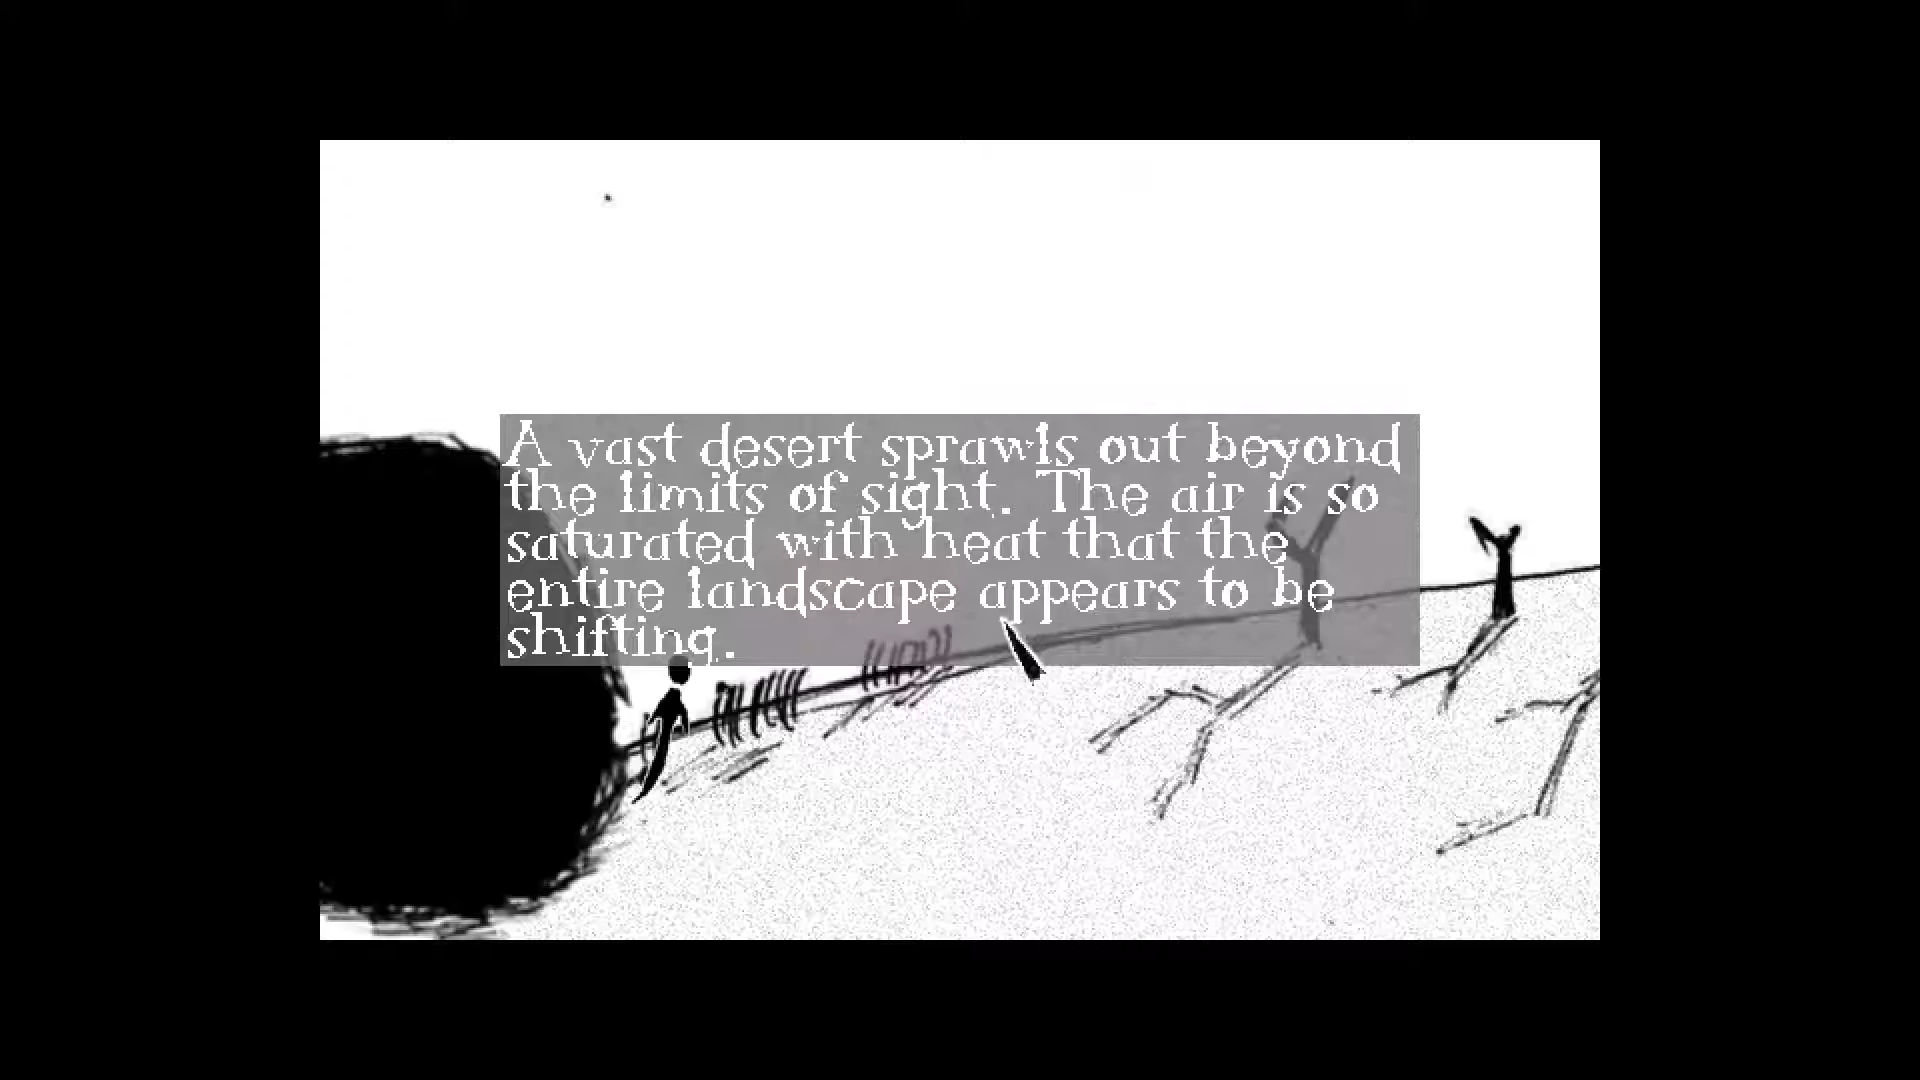 A vast desert sprawls out beyond
the limits of sight. The air is so
saturated with heat that the
entire landscape appears to be
shifting.